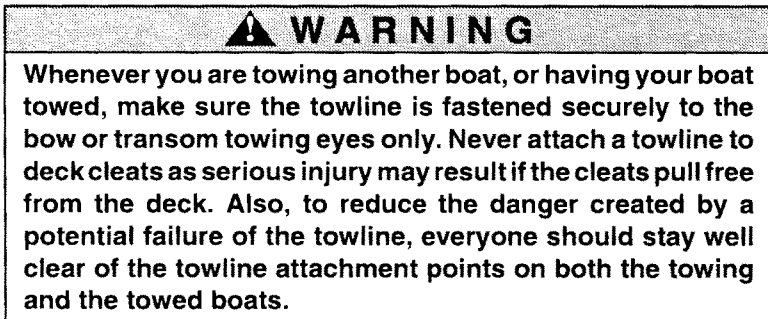 WARNING
Whenever you are towing another boat, or having your boat
towed, make sure the towline is fastened securely to the
bow or transom towing eyes only. Never attach a towline to
deck cleats as serious injury may result if the cleats pull free
from the deck. Also, to reduce the danger created by a
potential failure of the towline, everyone should stay well
clear of the towline attachment points on both the towing
and the towed boats.